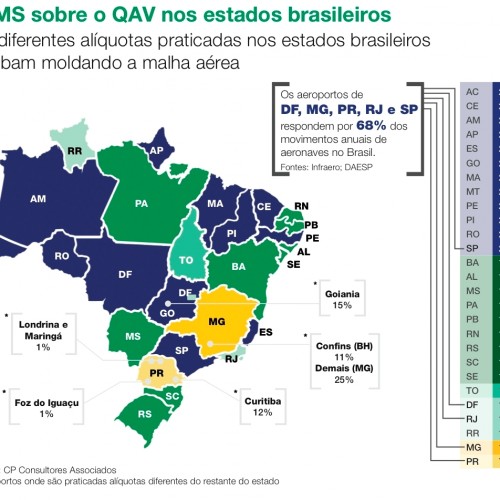 MS sobre o QAV nos estados brasileiros
diferentes alíquotas praticadas nos estados brasileiros
bam moldando a malha aérea
Os aeroportos de
DF, MG, PR, RJ e SP
respondem por 68% dos
movimentos anuais de
aeronaves no Brasil.
Fontes: Infraero; DAESP
AC
CE
AM
AP
ES
GO
MA
MT
PE
PI
RO
SP
BA
AL
MS
PA
PB
RN
RS
SC
SE
TO
DF
RJ
RR
MG
PR
RR
AP
AM
PA
MA
CE
RN
PB
PE
PI
AL
SE
RO
TO
BA
DF
DF
GO
MG
ES
MS
SP
RJ
PR
SC
RS
*
Goiania
15%
*
Londrina e
Maringá
1%
*
Confins (BH)
11%
Demais (MG)
25%
*
Foz do Iguaçu
1%
*
Curitiba
12%
CP Consultores Associados
portos onde são praticadas alíquotas diferentes do restante do estado